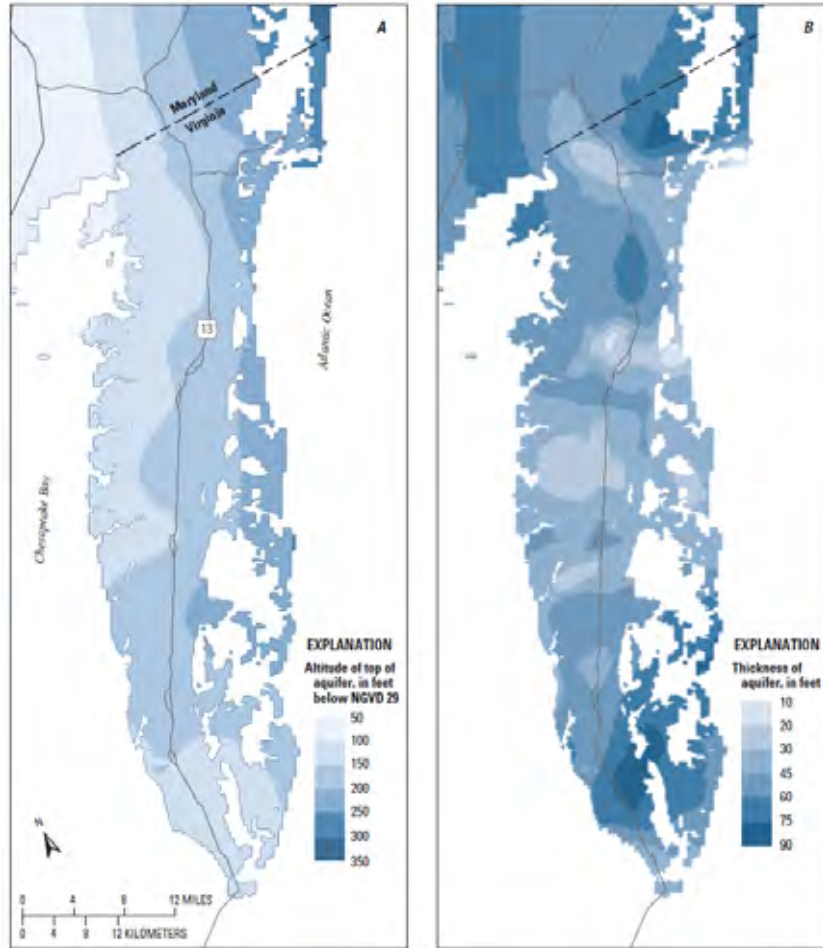 A
Maryland
Virginia
13
Atlantic Ocean
Chesapeake Bay
EXPLANATION
Altitude of top of
aquifer, in feet
below NGVD 29
50
100
150
200
250
300
350
N
0 4 8 12 MILES
0 4 8 12 KILOMETERS
B
EXPLANATION
Thickness of
aquifer, in feet
10
20
30
45
60
75
90